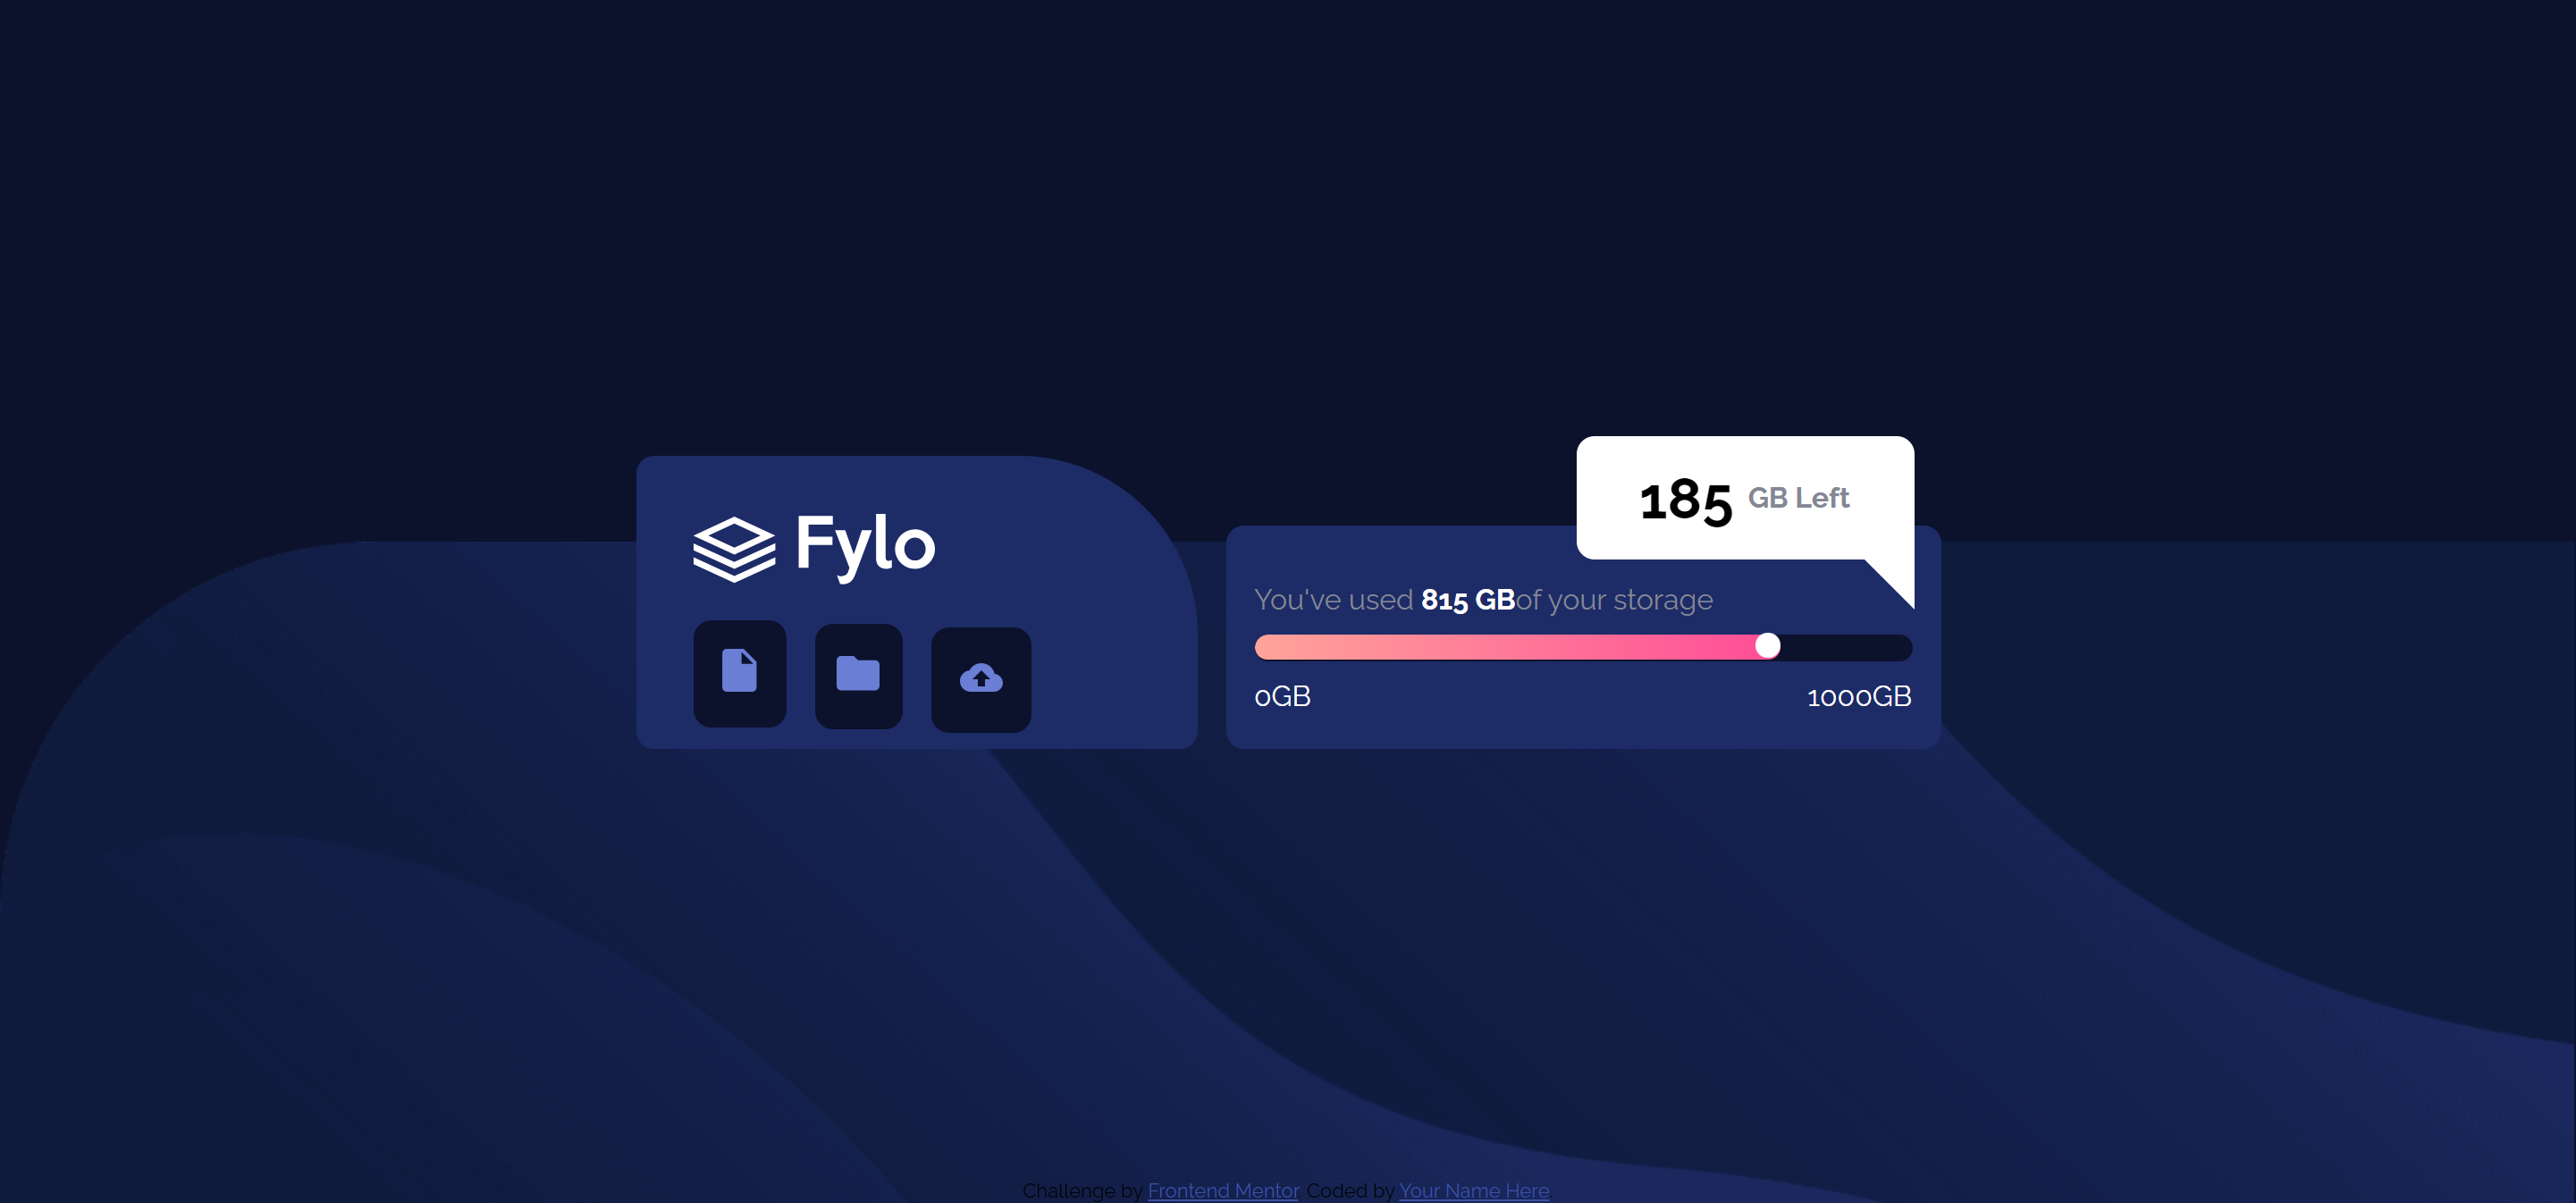 Fylo
185 GB Left
You've used 815 GBof your storage
0GB 1000GB
Challenge by Frontend Mentor. Coded by Your Name Here.